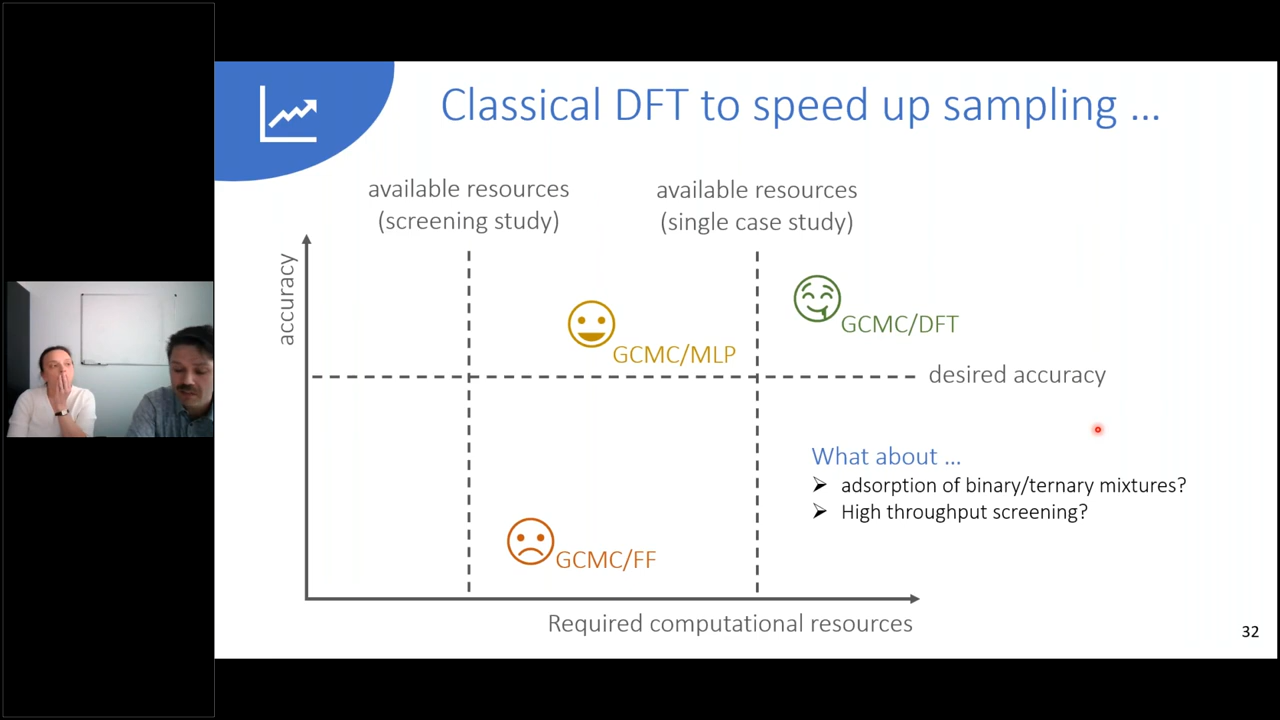 Classical DFT to speed up sampling ...
available resources
(screening study)
available resources
(single case study)
accuracy
GCMC/DFT
GCMC/MLP
desired accuracy
What about ...
➢ adsorption of binary/ternary mixtures?
➢ High throughput screening?
GCMC/FF
Required computational resources
32